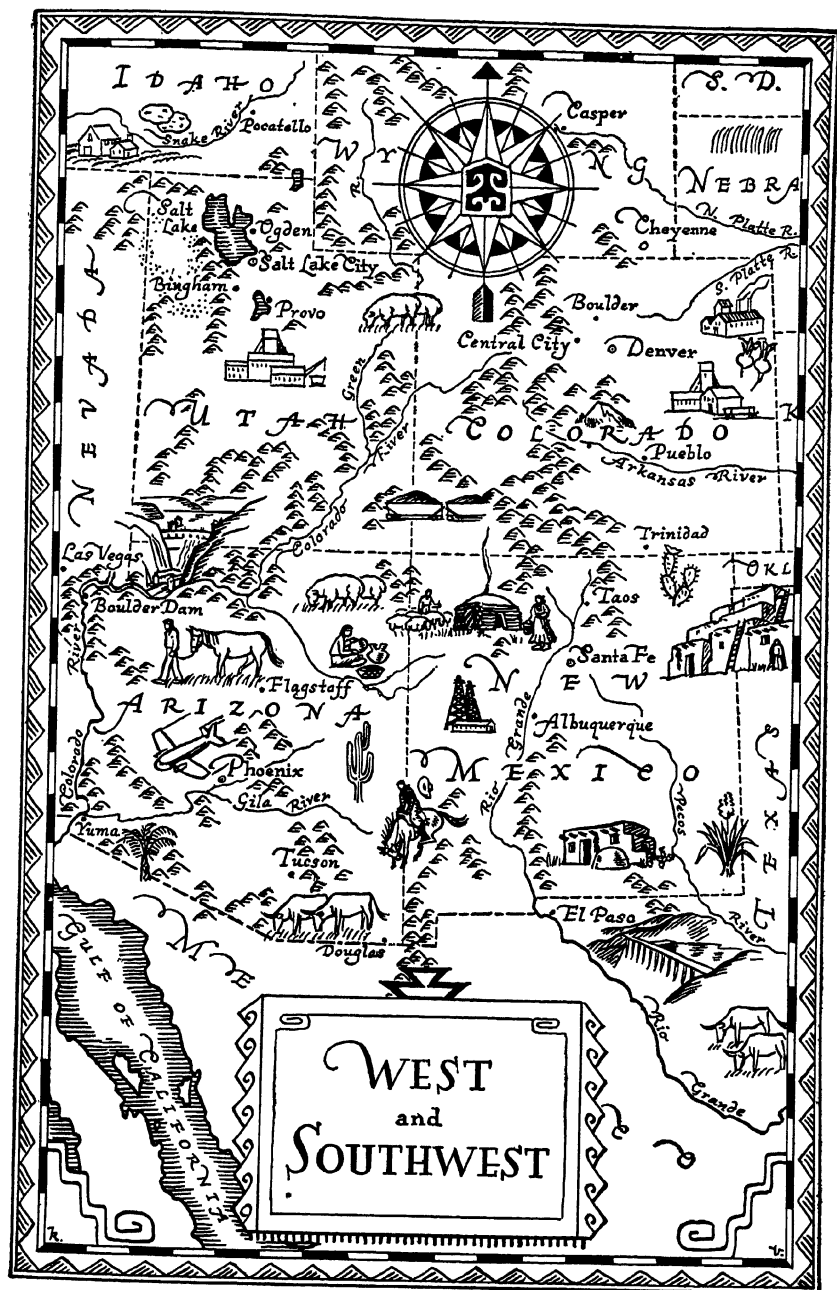 IDAHO
S. D.
Casper
Snake River
Pocatello
WYNG
NEBRA
R.
N. Platte R.
Salt
Lake
Ogden
Cheyenne
Salt Lake City
S. Platte R.
Bingham
Provo
Boulder
Central City
Denver
NEVADA
Green
River
UTAH
COLORADO
K
Pueblo
Arkansas River
Colorado
Trinidad
Las Vegas
OKL
Boulder Dam
Taos
River
Santa Fe
Flagstaff
NEW
ARIZONA
Rio Grande
Albuquerque
Colorado
Phoenix
MEXICO
Gila River
Pecos
TEXAS
Yuma
Tucson
El Paso
River
Douglas
MEXICO
GULF OF CALIFORNIA
Rio
Grande
WEST
and
SOUTHWEST
k.
v.